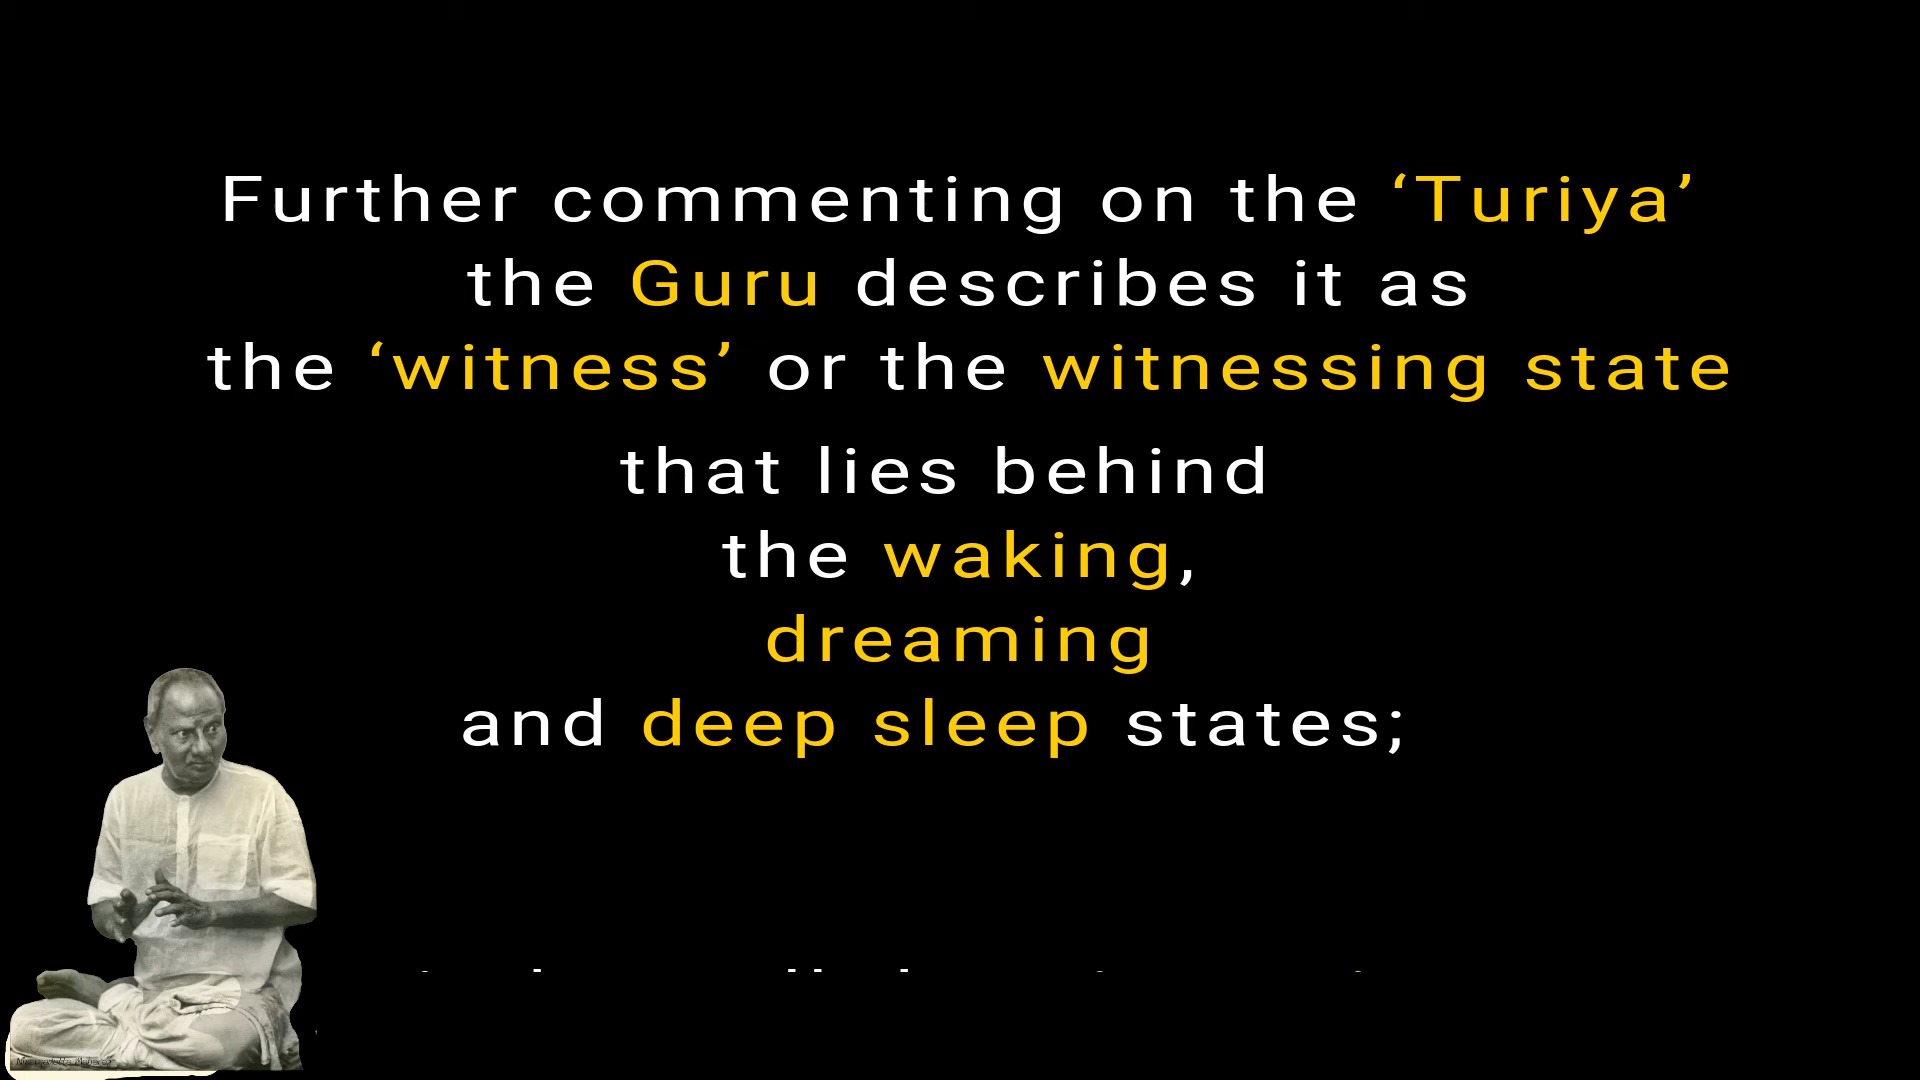 Further commenting on the ‘Turiya’
the Guru describes it as
the ‘witness’ or the witnessing state
that lies behind
the waking,
dreaming
and deep sleep states;